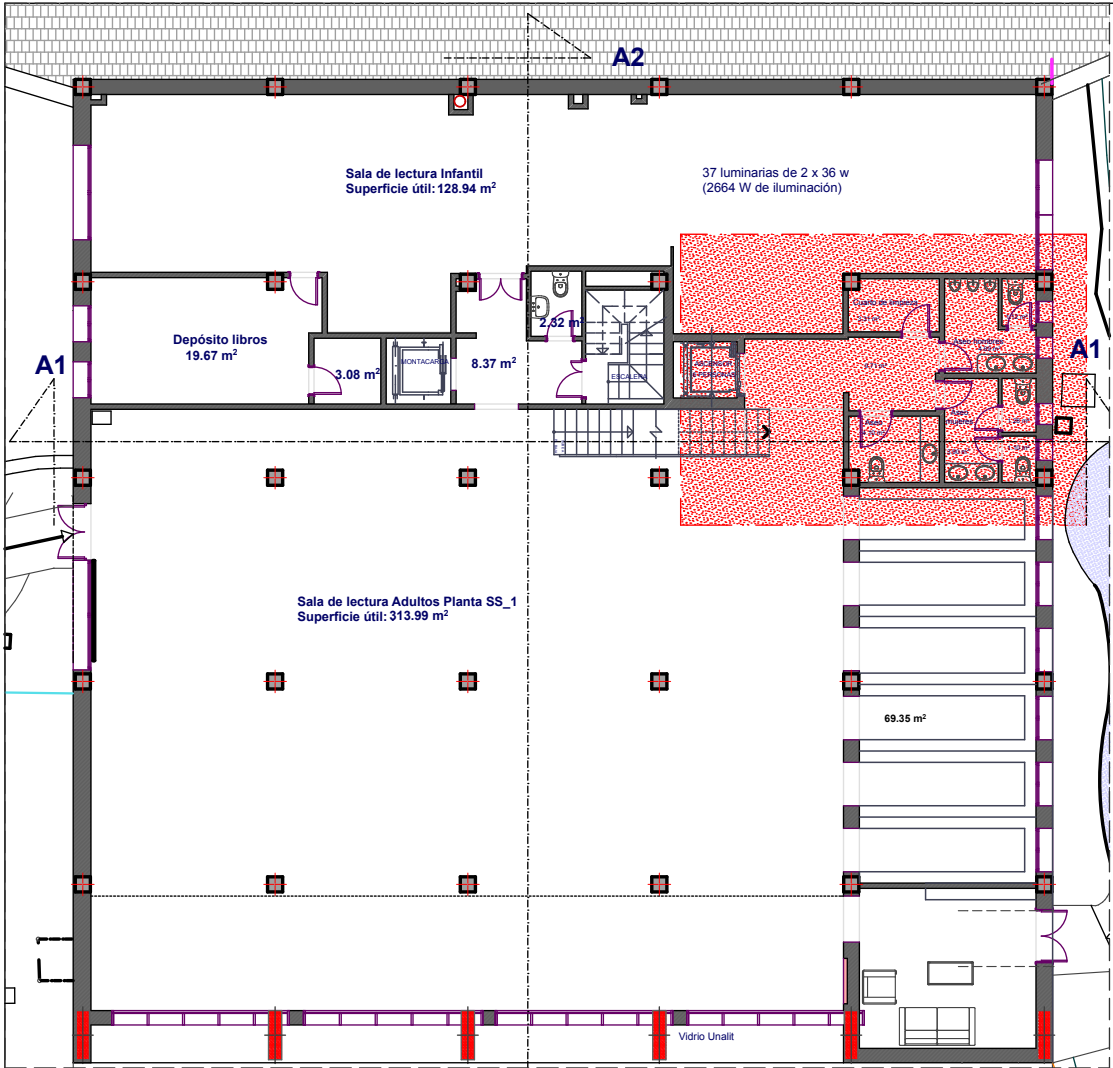 A2
Sala de lectura Infantil
Superficie útil: 128.94 m²
37 luminarias de 2 x 36 w
(2664 W de iluminación)
Depósito libros
19.67 m²
3.08 m²
MONTACARGA
8.37 m²
2.32 m²
ESCALERA
A1
A1
Sala de lectura Adultos Planta SS_1
Superficie útil: 313.99 m²
69.35 m²
Vidrio Unalit